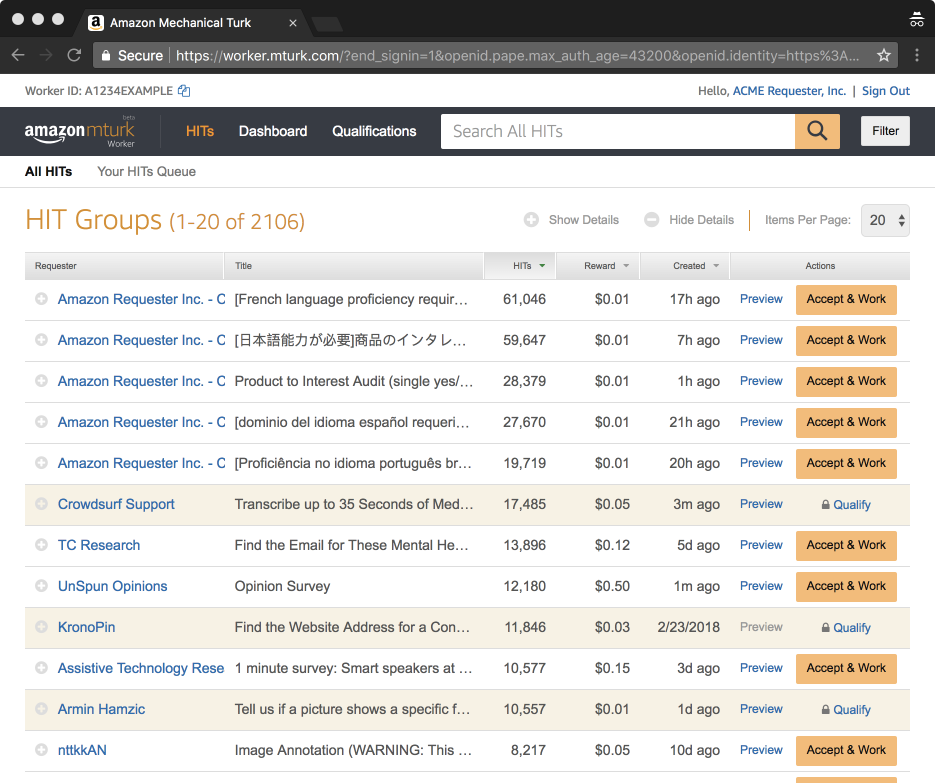 Amazon Mechanical Turk
Secure https://worker.mturk.com/?end_signin=1&openid.pape.max_auth_age=43200&openid.identity=https%3A...
Worker ID: A1234EXAMPLE Hello, ACME Requester, Inc. | Sign Out
beta
amazonmturk HITs Dashboard Qualifications Search All HITs Filter
Worker
All HITs Your HITs Queue
HIT Groups (1-20 of 2106) Show Details Hide Details Items Per Page: 20
Requester Title HITs Reward Created Actions
Amazon Requester Inc. - C [French language proficiency requir... 61,046 $0.01 17h ago Preview Accept & Work
Amazon Requester Inc. - C [日本語能力が必要]商品のインタレ... 59,647 $0.01 7h ago Preview Accept & Work
Amazon Requester Inc. - C Product to Interest Audit (single yes/... 28,379 $0.01 1h ago Preview Accept & Work
Amazon Requester Inc. - C [dominio del idioma español requeri... 27,670 $0.01 21h ago Preview Accept & Work
Amazon Requester Inc. - C [Proficiência no idioma português br... 19,719 $0.01 20h ago Preview Accept & Work
Crowdsurf Support Transcribe up to 35 Seconds of Med... 17,485 $0.05 3m ago Preview Qualify
TC Research Find the Email for These Mental He... 13,896 $0.12 5d ago Preview Accept & Work
UnSpun Opinions Opinion Survey 12,180 $0.50 1m ago Preview Accept & Work
KronoPin Find the Website Address for a Con... 11,846 $0.03 2/23/2018 Preview Qualify
Assistive Technology Rese 1 minute survey: Smart speakers at ... 10,577 $0.15 3d ago Preview Accept & Work
Armin Hamzic Tell us if a picture shows a specific f... 10,557 $0.01 1d ago Preview Qualify
nttkkAN Image Annotation (WARNING: This ... 8,217 $0.05 10d ago Preview Accept & Work